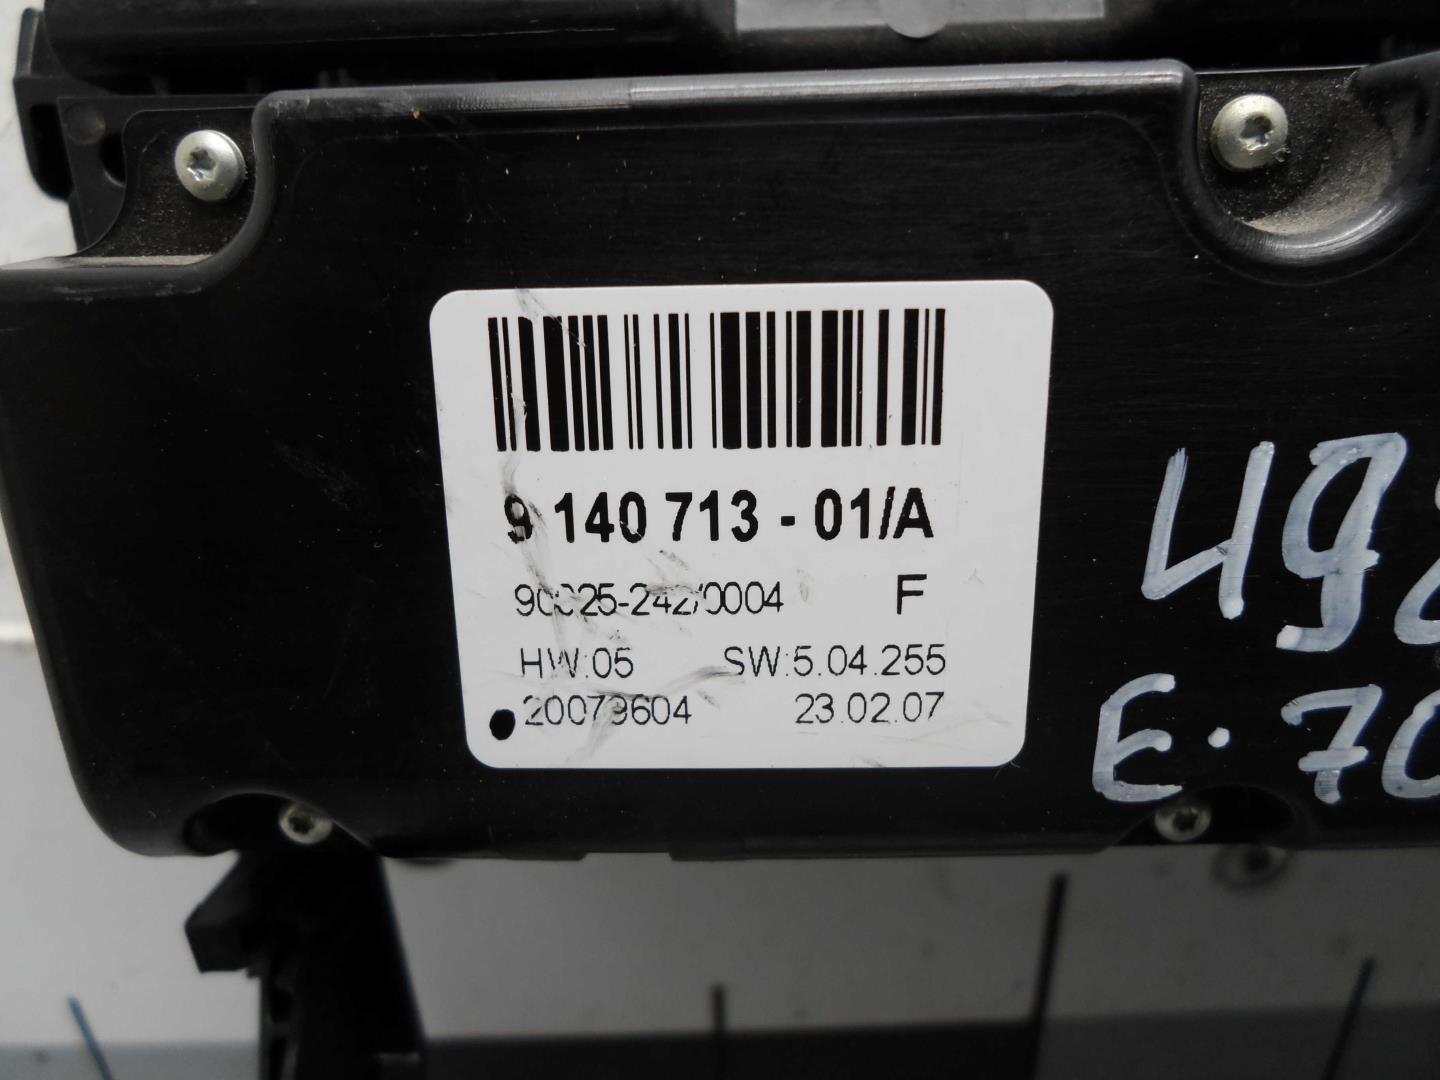 9 140 713 - 01/A
90025-242/0004 F
HW:05 SW:5.04.255
20079604 23.02.07
E·70